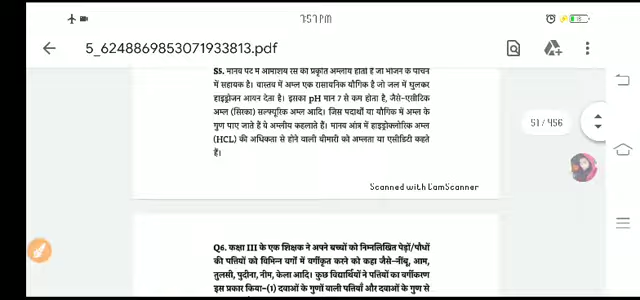 7:57 PM
5_6248869853071933813.pdf
S5. मानव पेट में आमाशय रस की प्रकृति अम्लीय होती है जो भोजन के पाचन
में सहायक है। वास्तव में अम्ल एक रासायनिक यौगिक है जो जल में घुलकर
हाइड्रोजन आयन देता है। इसका pH मान 7 से कम होता है, जैसे-एसीटिक
अम्ल (सिरका) सल्फ्यूरिक अम्ल आदि। जिस पदार्थों या यौगिक में अम्ल के
गुण पाए जाते हैं वे अम्लीय कहलाते हैं। मानव आंत्र में हाइड्रोक्लोरिक अम्ल
(HCL) की अधिकता से होने वाली बीमारी को अम्लता या एसीडिटी कहते
हैं।
51 / 456
Scanned with CamScanner
Q6. कक्षा III के एक शिक्षक ने अपने बच्चों को निम्नलिखित पेड़ों/पौधों
की पत्तियों को विभिन्न वर्गों में वर्गीकृत करने को कहा जैसे-नींबू, आम,
तुलसी, पुदीना, नीम, केला आदि। कुछ विद्यार्थियों ने पत्तियों का वर्गीकरण
इस प्रकार किया-(1) दवाओं के गुणों वाली पत्तियाँ और दवाओं के गुण से